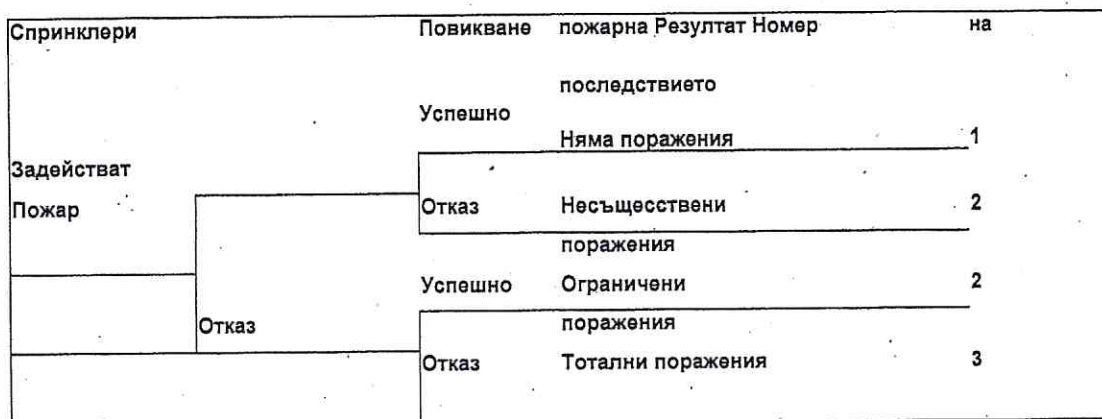 Спринклери Повикване пожарна Резултат Номер на
последствието
Успешно
Няма поражения 1
Задействат
Пожар Отказ Несъщесствени 2
поражения
Успешно Ограничени 2
Отказ поражения
Отказ Тотални поражения 3